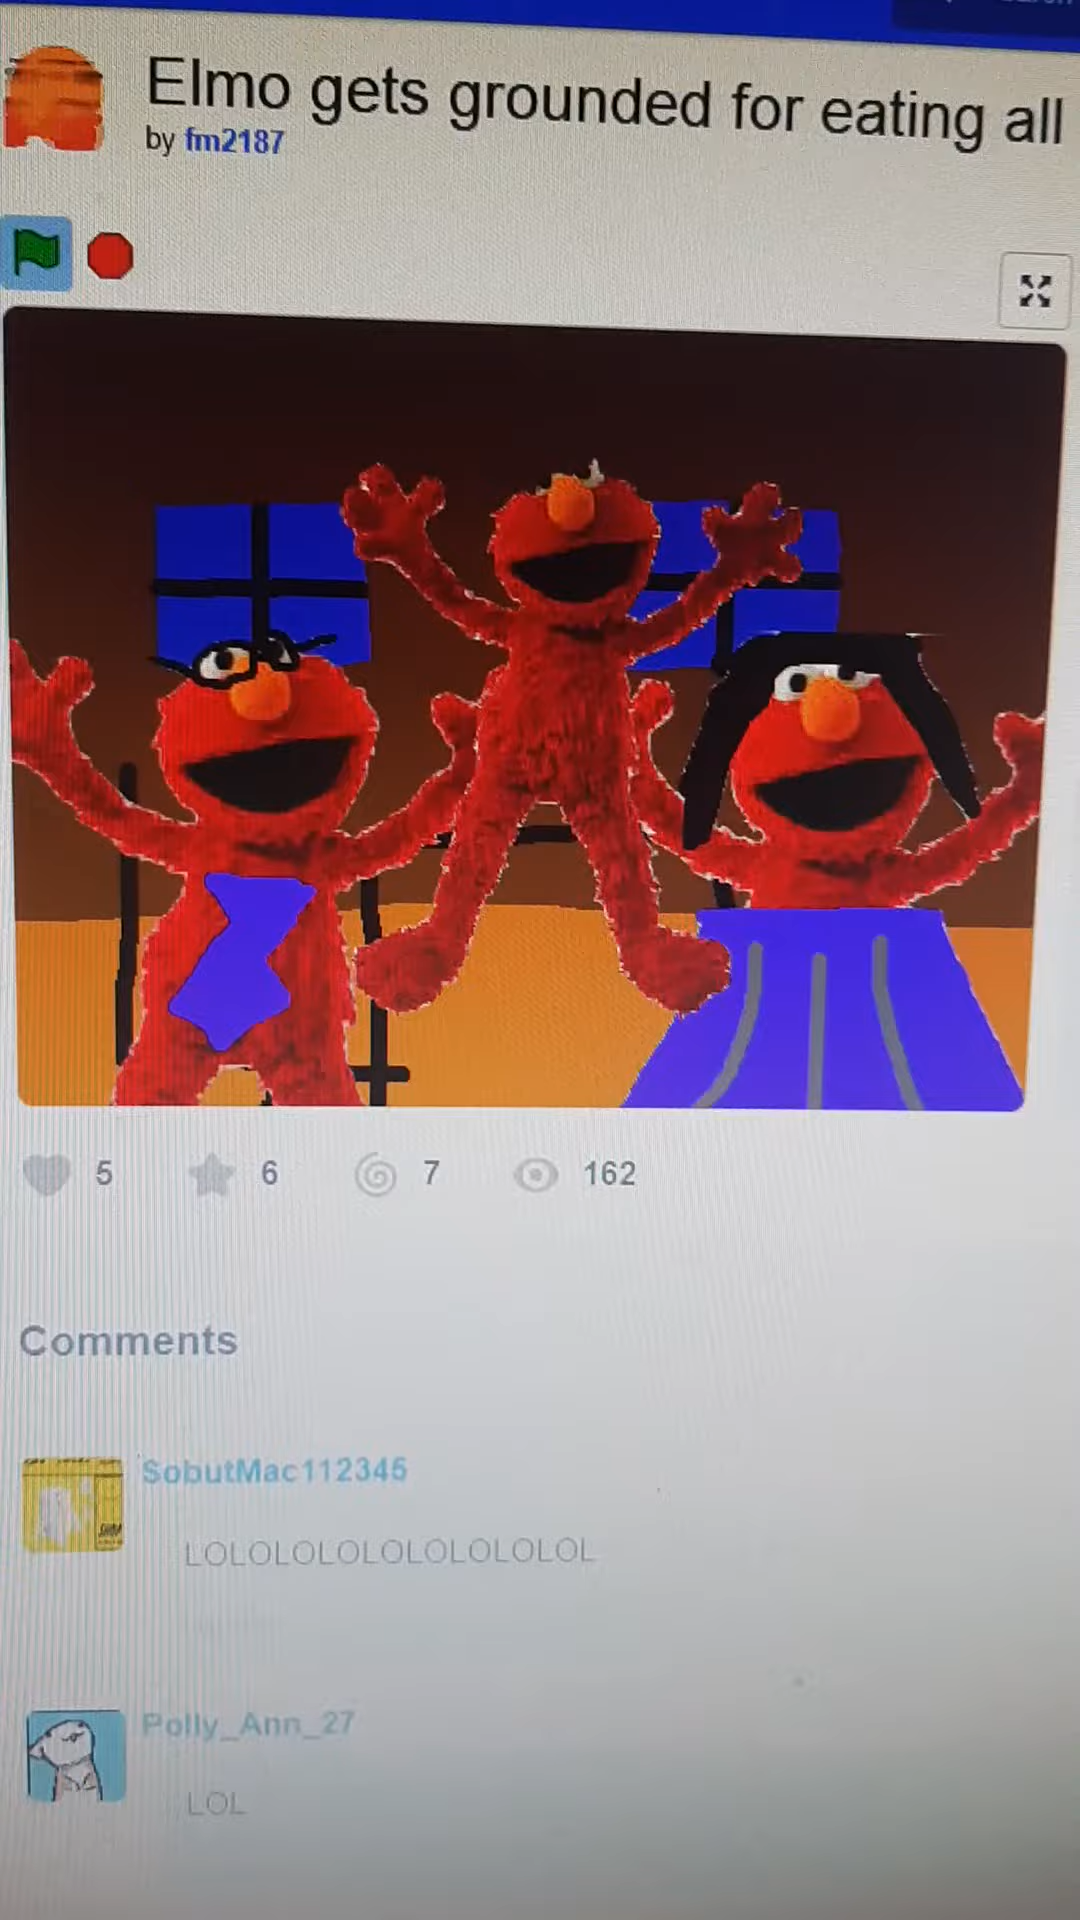 Elmo gets grounded for eating all
by fm2187
5
6
7
162
Comments
SobutMac112345
LOLOLOLOLOLOLOLOLOL
Polly_Ann_27
LOL